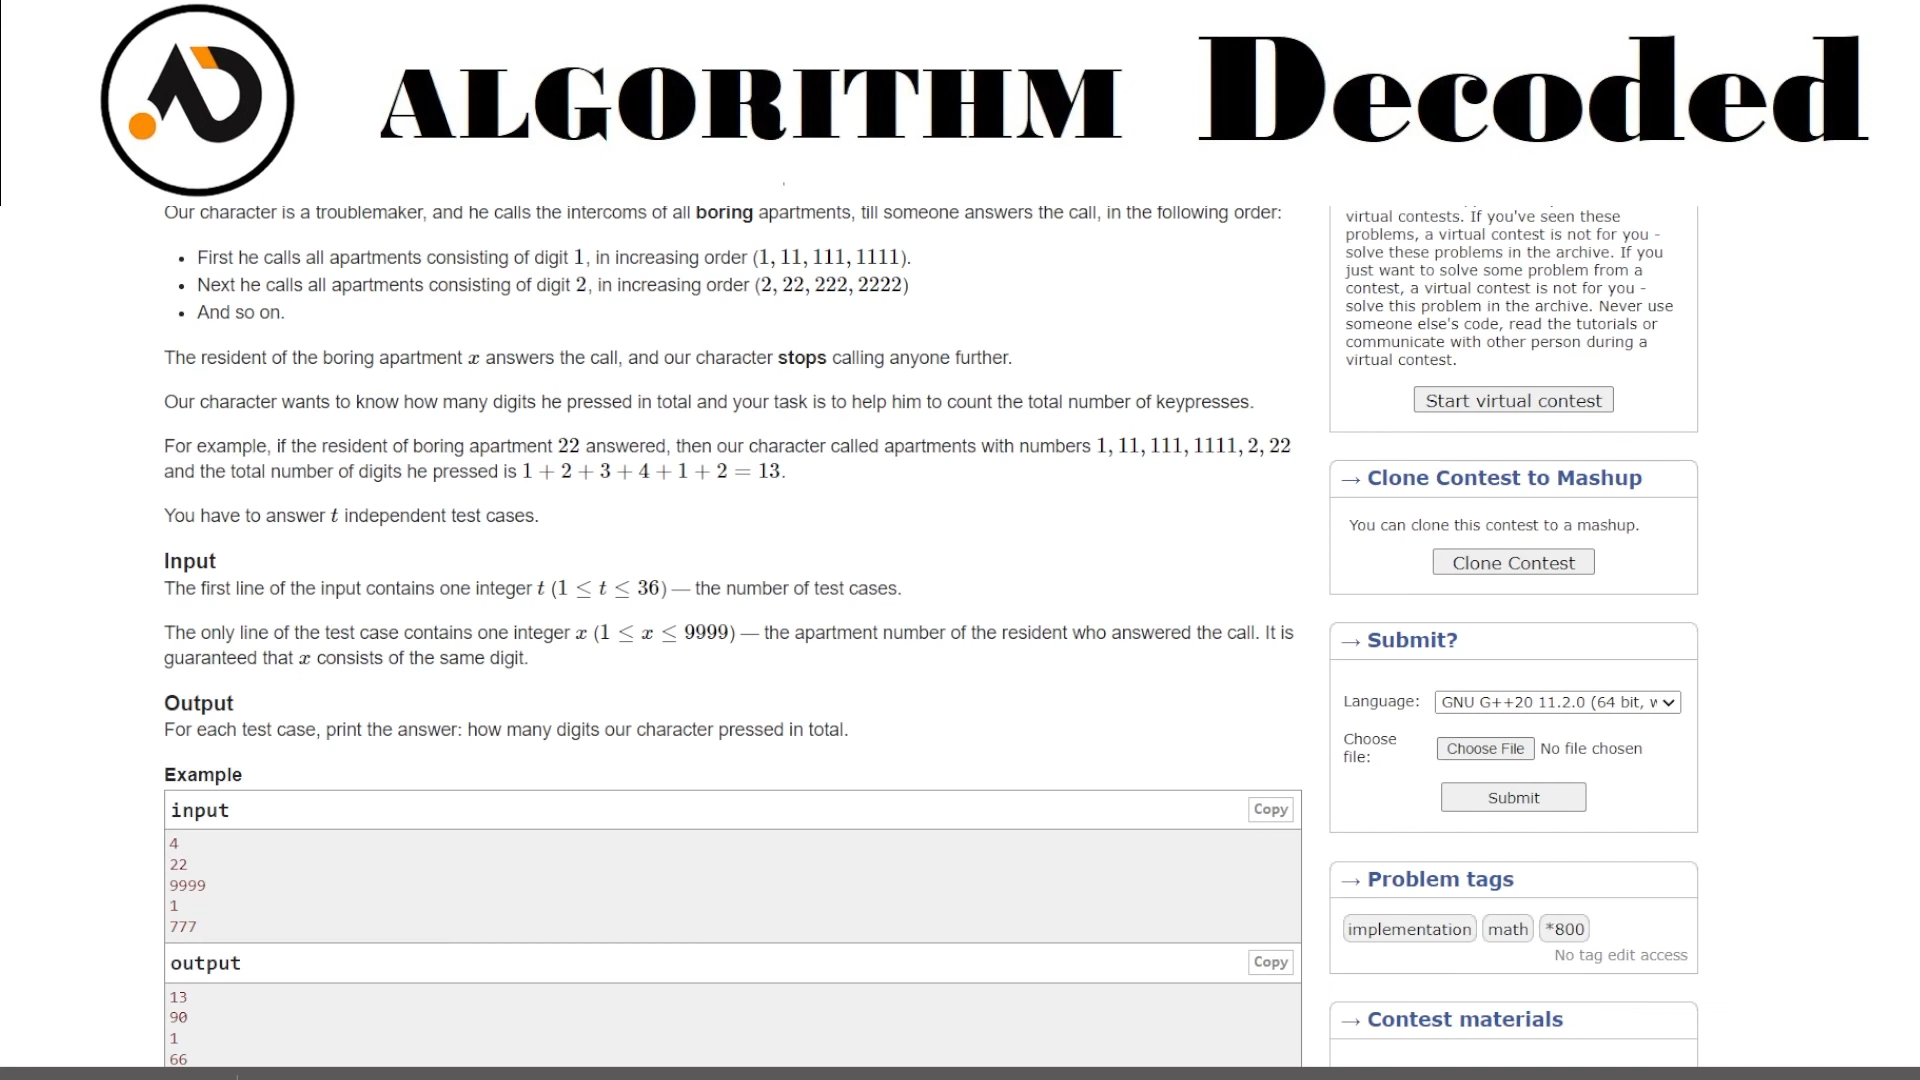 ALGORITHM Decoded
Our character is a troublemaker, and he calls the intercoms of all boring apartments, till someone answers the call, in the following order:
• First he calls all apartments consisting of digit 1, in increasing order (1, 11, 111, 1111).
• Next he calls all apartments consisting of digit 2, in increasing order (2, 22, 222, 2222)
• And so on.
The resident of the boring apartment x answers the call, and our character stops calling anyone further.
Our character wants to know how many digits he pressed in total and your task is to help him to count the total number of keypresses.
For example, if the resident of boring apartment 22 answered, then our character called apartments with numbers 1, 11, 111, 1111, 2, 22
and the total number of digits he pressed is 1 + 2 + 3 + 4 + 1 + 2 = 13.
You have to answer t independent test cases.
Input
The first line of the input contains one integer t (1 ≤ t ≤ 36) — the number of test cases.
The only line of the test case contains one integer x (1 ≤ x ≤ 9999) — the apartment number of the resident who answered the call. It is
guaranteed that x consists of the same digit.
Output
For each test case, print the answer: how many digits our character pressed in total.
Example
input
Copy
4
22
9999
1
777
output
Copy
13
90
1
66
virtual contests. If you've seen these
problems, a virtual contest is not for you -
solve these problems in the archive. If you
just want to solve some problem from a
contest, a virtual contest is not for you -
solve this problem in the archive. Never use
someone else's code, read the tutorials or
communicate with other person during a
virtual contest.
Start virtual contest
→ Clone Contest to Mashup
You can clone this contest to a mashup.
Clone Contest
→ Submit?
Language: GNU G++20 11.2.0 (64 bit,
Choose
file:
Choose File No file chosen
Submit
→ Problem tags
implementation math *800
No tag edit access
→ Contest materials